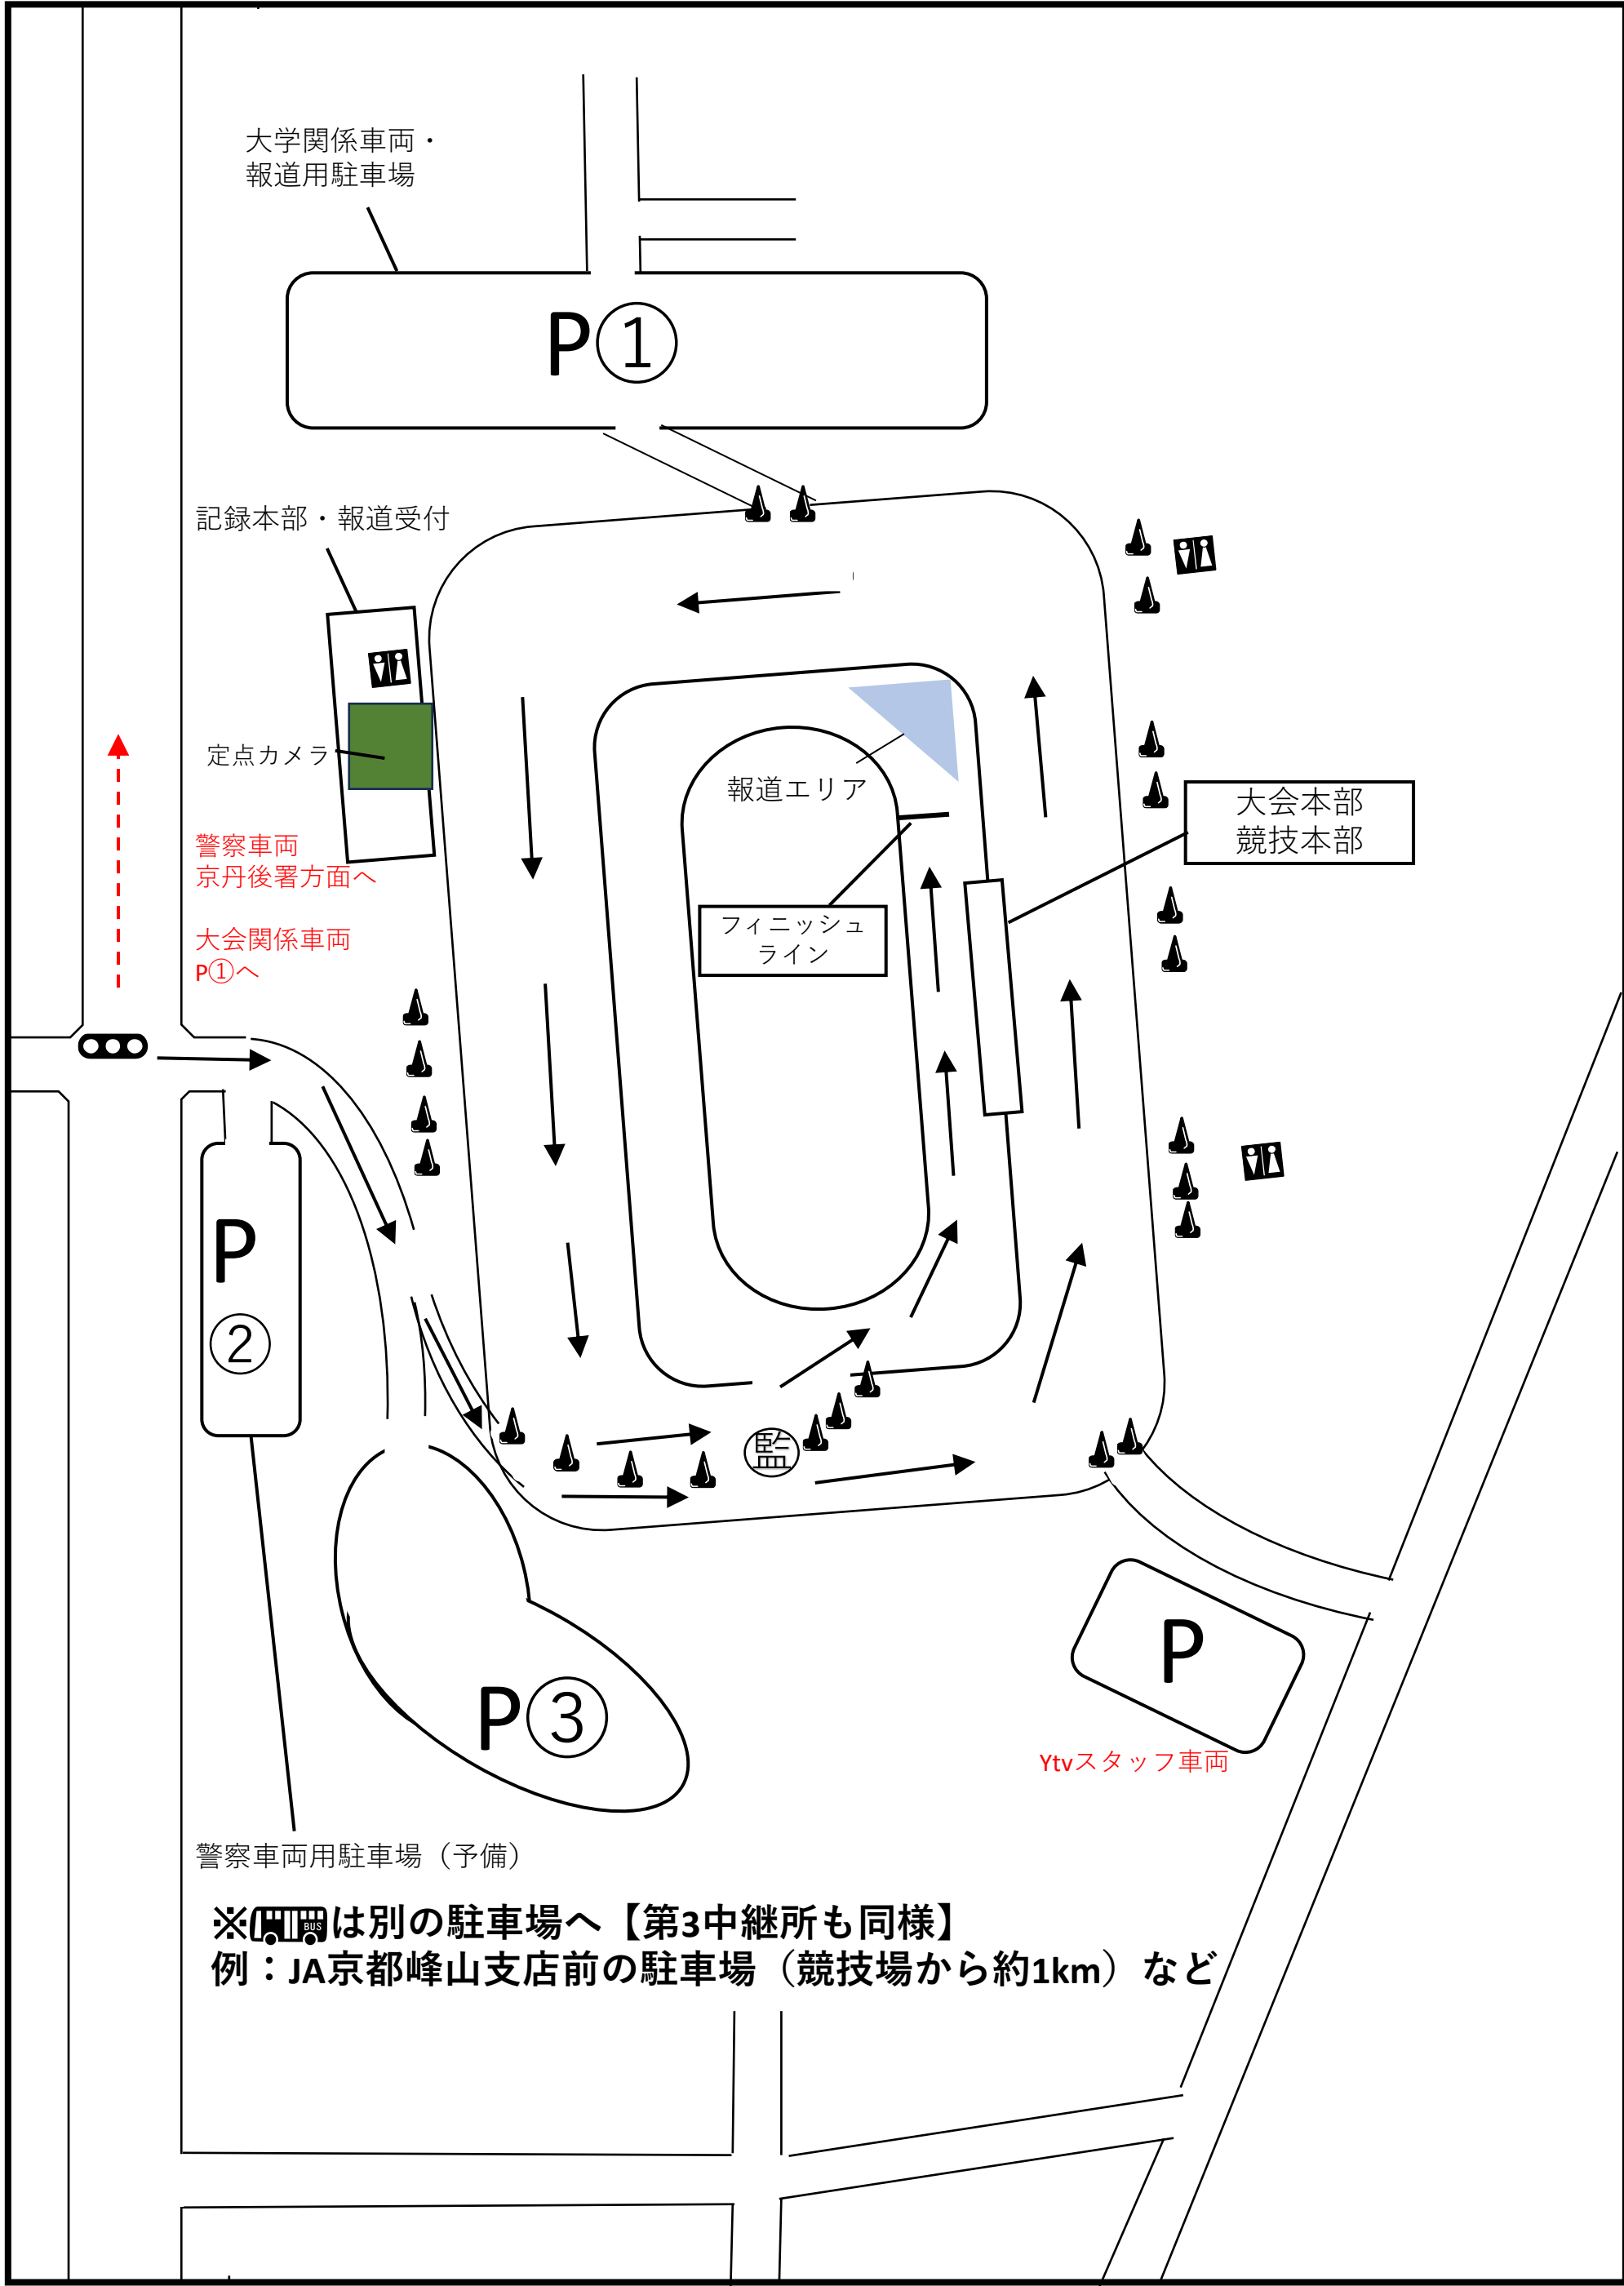 大学関係車両・
報道用駐車場
P①
記録本部・報道受付
定点カメラ
報道エリア
大会本部
競技本部
警察車両
京丹後署方面へ
フィニッシュ
ライン
大会関係車両
P①へ
P
②
監
P③
P
Ytvスタッフ車両
警察車両用駐車場（予備）
※BUSは別の駐車場へ【第3中継所も同様】
例：JA京都峰山支店前の駐車場（競技場から約1km）など